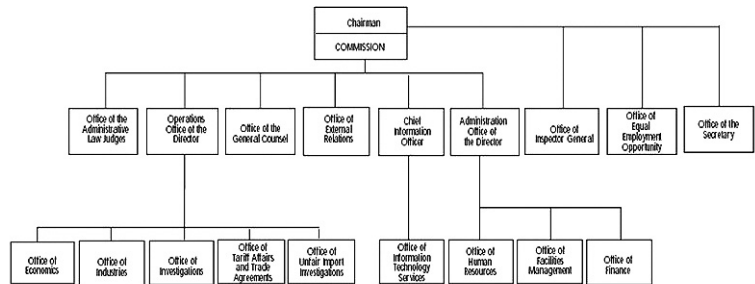 Chairman
COMMISSION
Office of the
Administrative
Law Judges
Operations
Office of the
Director
Office of the
General Counsel
Office of
External
Relations
Chief
Information
Officer
Administration
Office of
the Director
Office of
Inspector General
Office of
Equal
Employment
Opportunity
Office of the
Secretary
Office of
Economics
Office of
Industries
Office of
Investigations
Office of
Tariff Affairs
and Trade
Agreements
Office of
Unfair Import
Investigations
Office of
Information
Technology
Services
Office of
Human
Resources
Office of
Facilities
Management
Office of
Finance